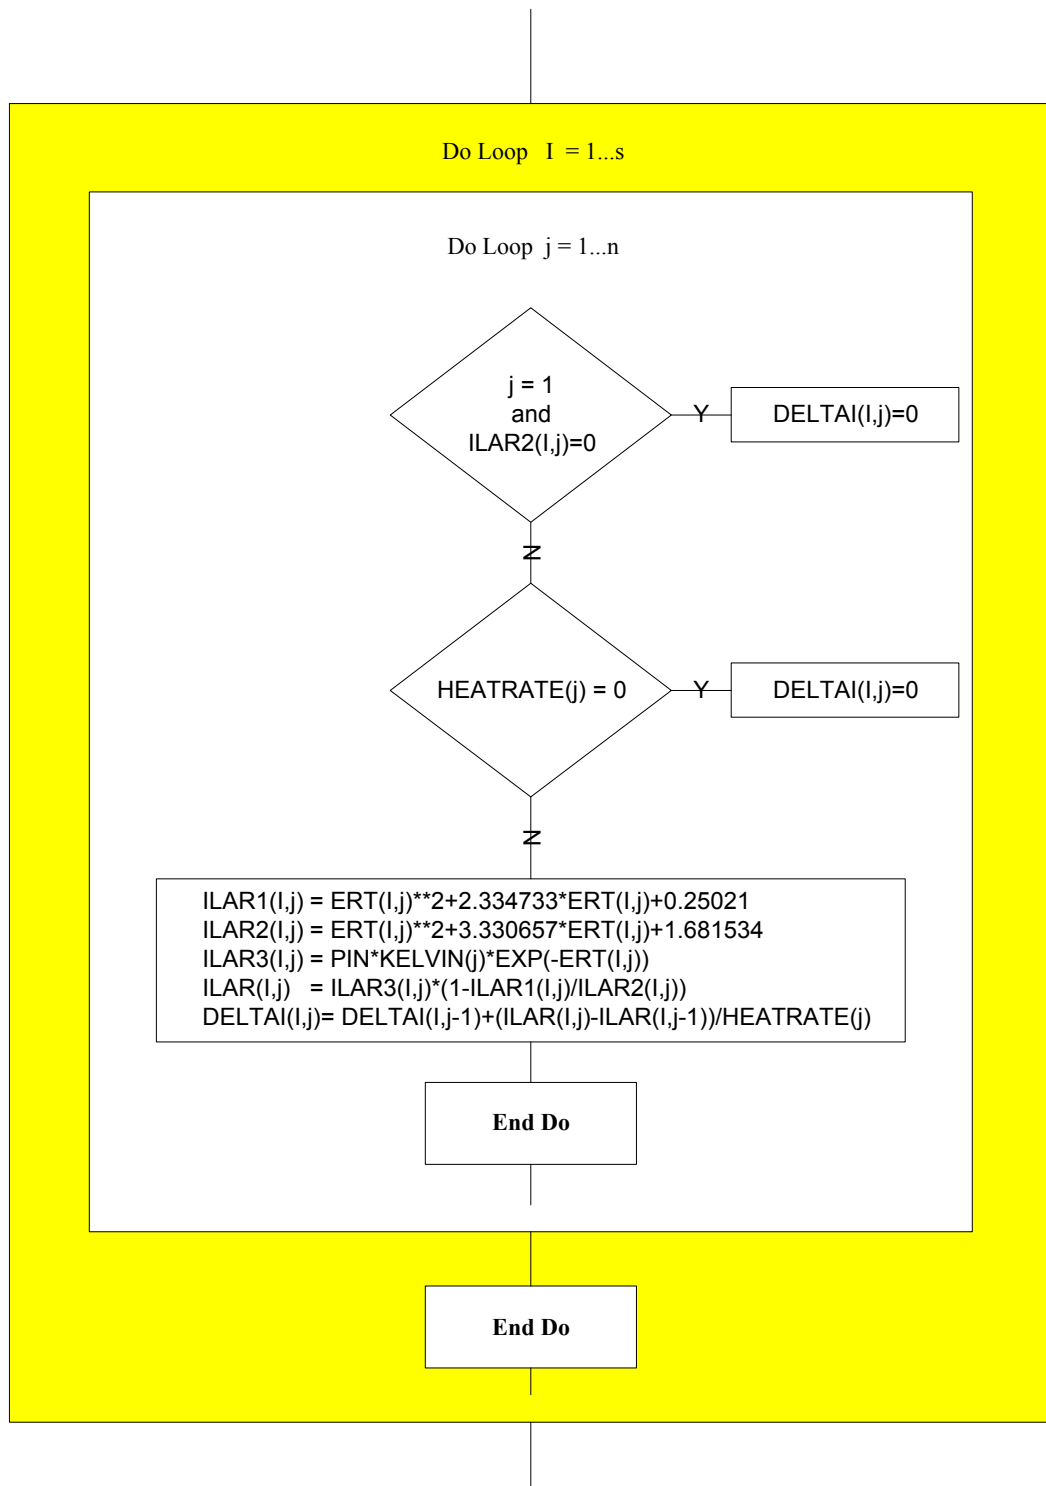 Do Loop I = 1...s
Do Loop j = 1...n
j = 1
and
ILAR2(I,j)=0
Y
DELTAI(I,j)=0
N
HEATRATE(j) = 0
Y
DELTAI(I,j)=0
N
ILAR1(I,j) = ERT(I,j)**2+2.334733*ERT(I,j)+0.25021
ILAR2(I,j) = ERT(I,j)**2+3.330657*ERT(I,j)+1.681534
ILAR3(I,j) = PIN*KELVIN(j)*EXP(-ERT(I,j))
ILAR(I,j) = ILAR3(I,j)*(1-ILAR1(I,j)/ILAR2(I,j))
DELTAI(I,j)= DELTAI(I,j-1)+(ILAR(I,j)-ILAR(I,j-1))/HEATRATE(j)
End Do
End Do